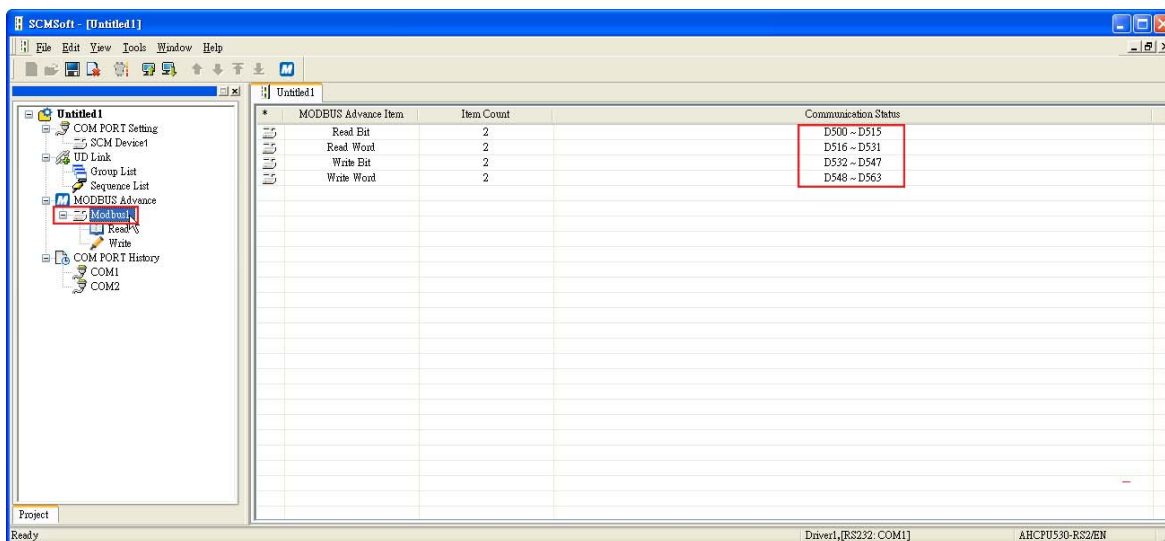 SCMSoft - [Untitled1]
File Edit View Tools Window Help
Untitled1
Untitled1
COM PORT Setting
SCM Device1
UD Link
Group List
Sequence List
MODBUS Advance
Modbus1
Read
Write
COM PORT History
COM1
COM2
Project
* MODBUS Advance Item Item Count Communication Status
Read Bit 2 D500 ~ D515
Read Word 2 D516 ~ D531
Write Bit 2 D532 ~ D547
Write Word 2 D548 ~ D563
Ready Driver1,[RS232: COM1] AHCPU530-RS2/EN